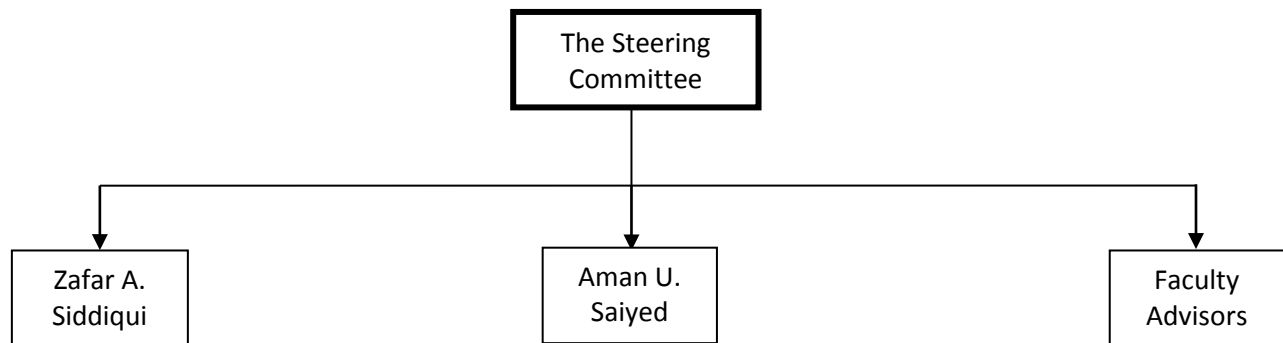 The Steering
Committee
Zafar A.
Siddiqui
Aman U.
Saiyed
Faculty
Advisors